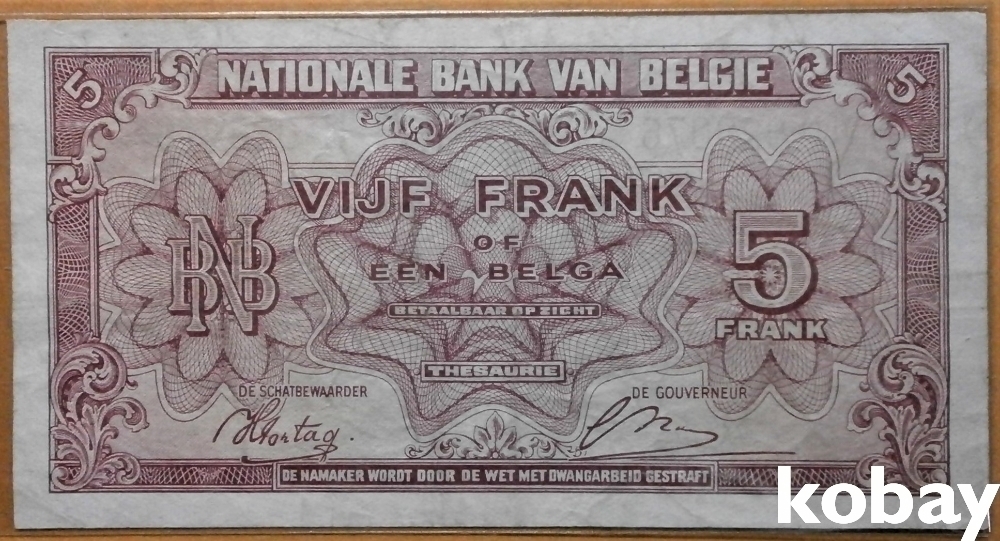 5 NATIONALE BANK VAN BELGIE 5
VIJF FRANK
OF
EEN BELGA
BETAALBAAR OP ZICHT
BNB
5
FRANK
THESAURIE
DE SCHATBEWAARDER
DE GOUVERNEUR
DE NAMAKER WORDT DOOR DE WET MET DWANGARBEID GESTRAFT
kobay